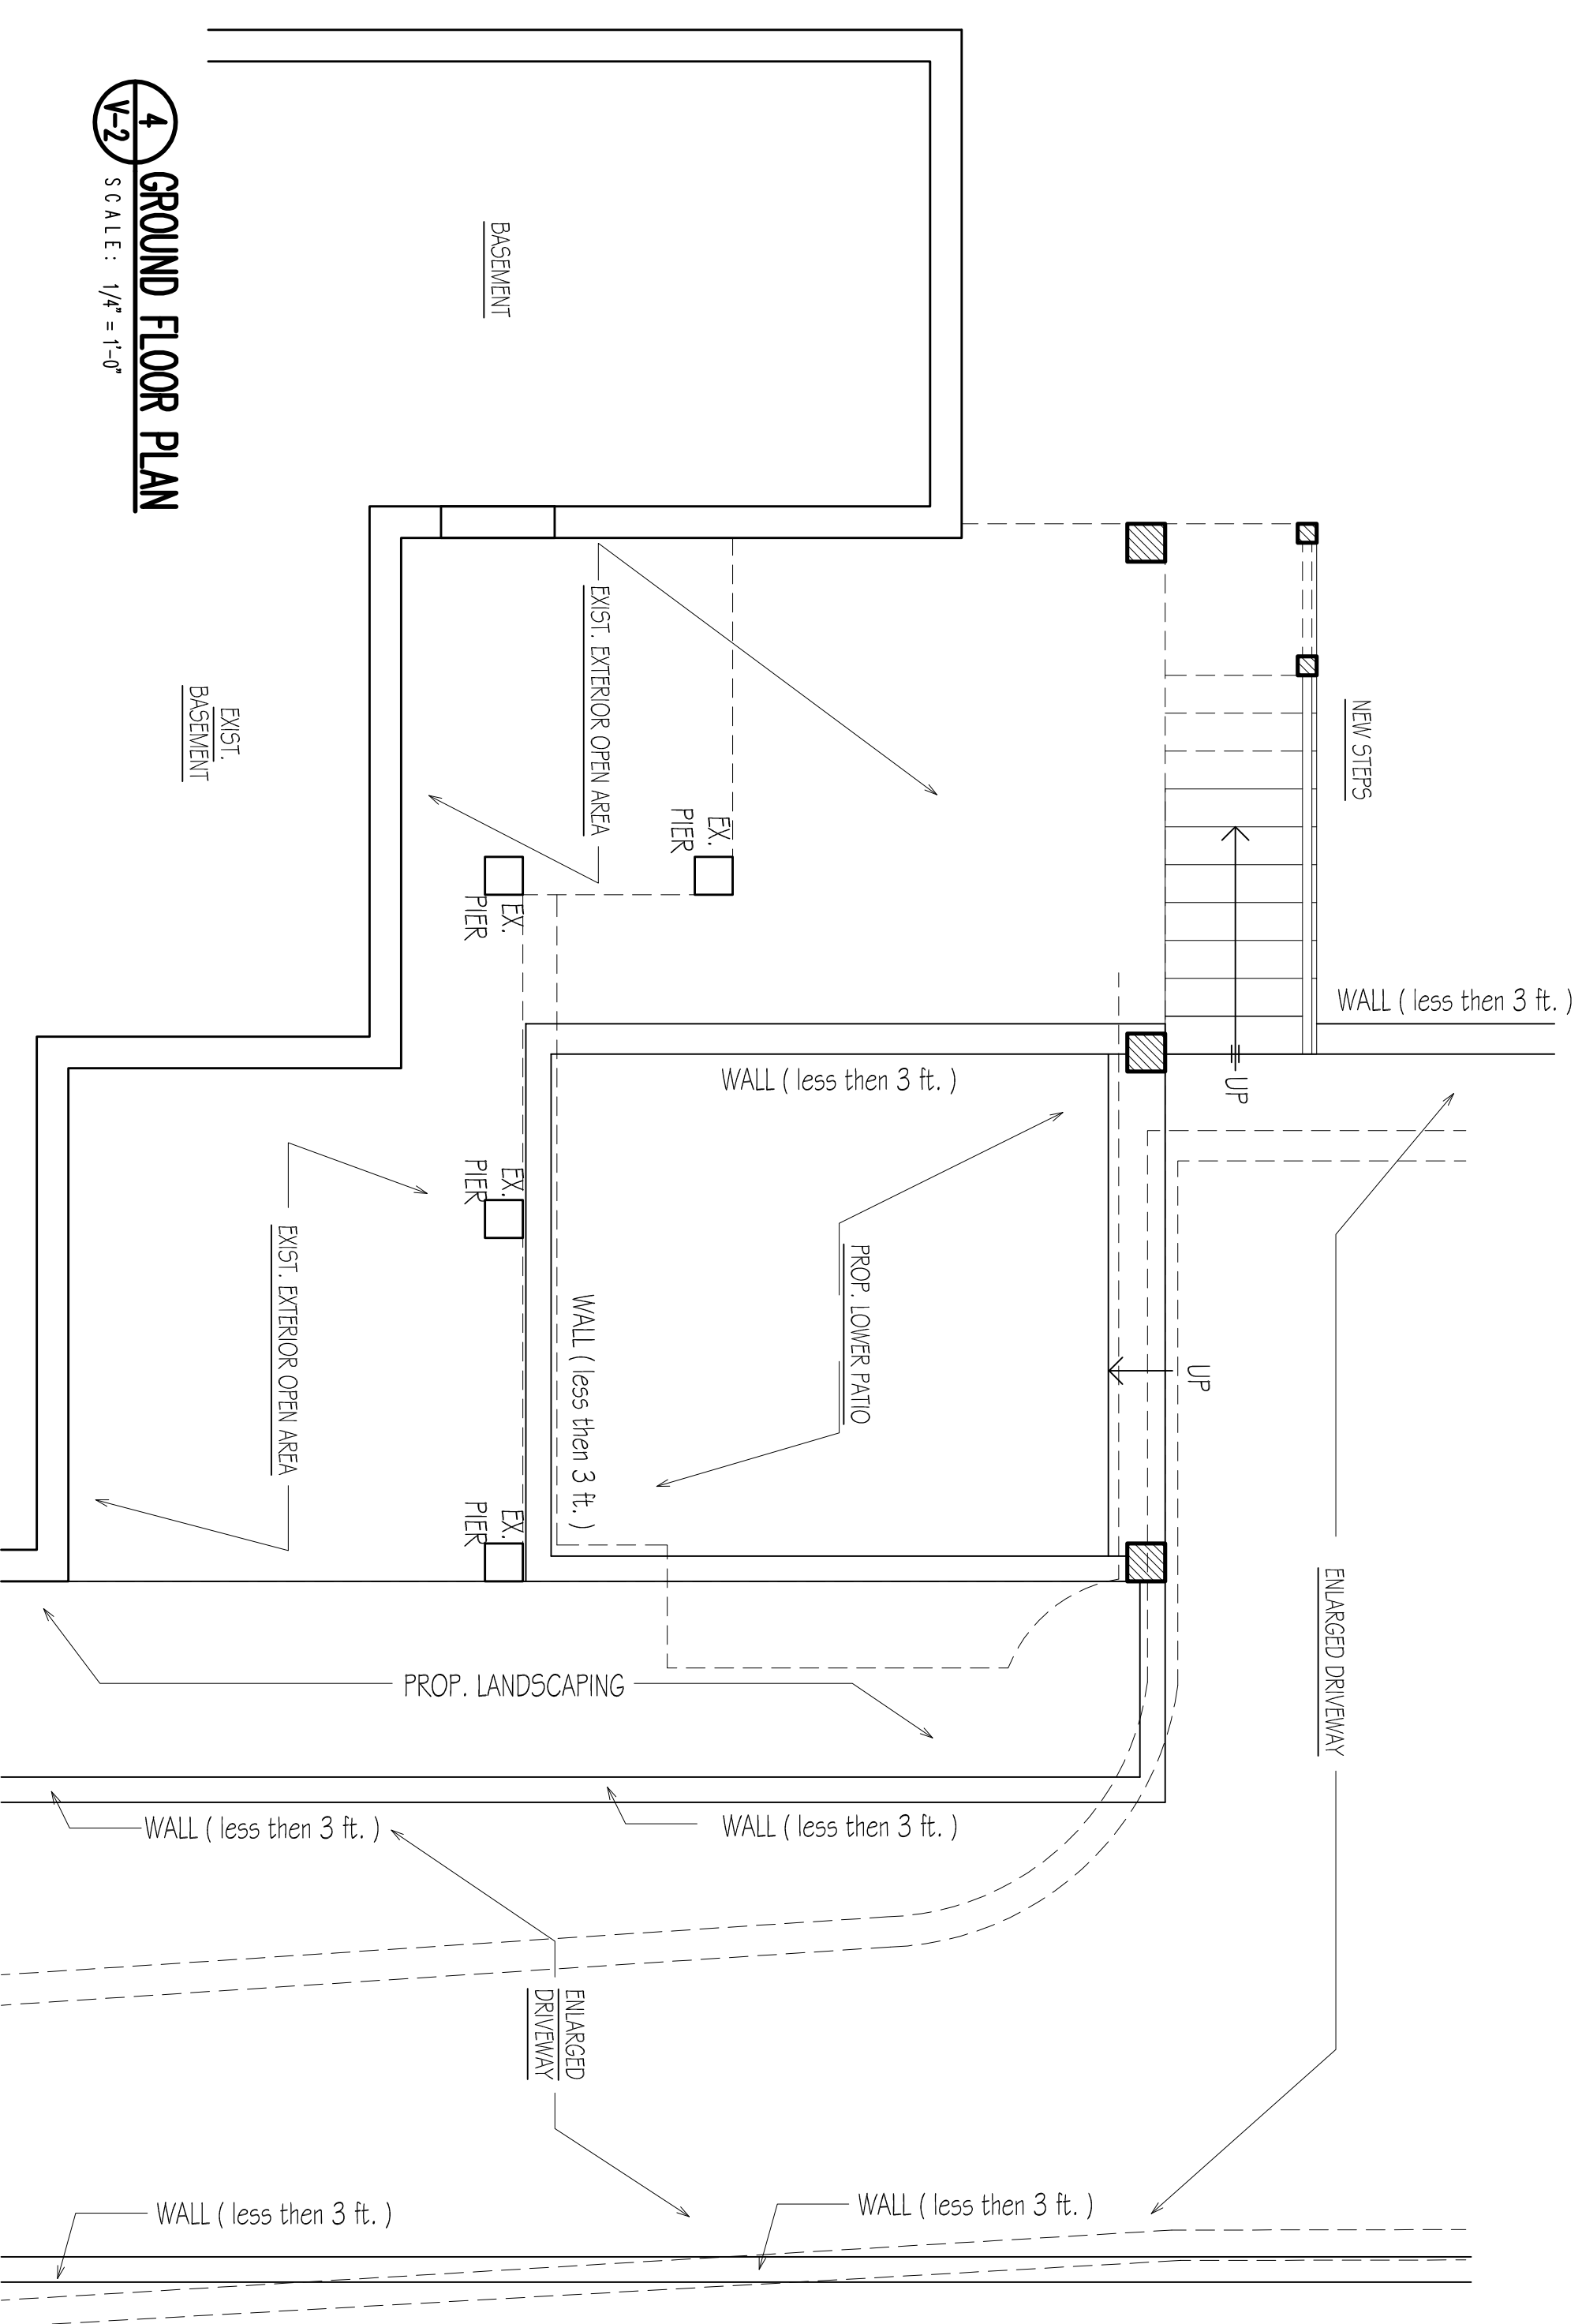 4
V-2
GROUND FLOOR PLAN
SCALE: 1/4" = 1'-0"
BASEMENT
EXIST.
BASEMENT
EXIST. EXTERIOR OPEN AREA
EX.
PIER
EX.
PIER
NEW STEPS
WALL ( less then 3 ft. )
UP
WALL ( less then 3 ft. )
EX.
PIER
EXIST. EXTERIOR OPEN AREA
WALL ( less then 3 ft. )
PROP. LOWER PATIO
UP
EX.
PIER
ENLARGED DRIVEWAY
PROP. LANDSCAPING
WALL ( less then 3 ft. )
WALL ( less then 3 ft. )
ENLARGED
DRIVEWAY
WALL ( less then 3 ft. )
WALL ( less then 3 ft. )